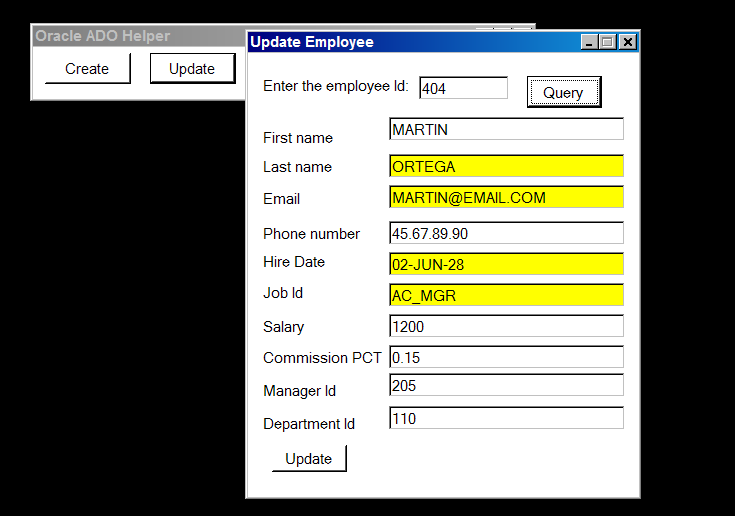 Oracle ADO Helper
Create Update
Update Employee
Enter the employee Id: 404 Query
First name MARTIN
Last name ORTEGA
Email MARTIN@EMAIL.COM
Phone number 45.67.89.90
Hire Date 02-JUN-28
Job Id AC_MGR
Salary 1200
Commission PCT 0.15
Manager Id 205
Department Id 110
Update